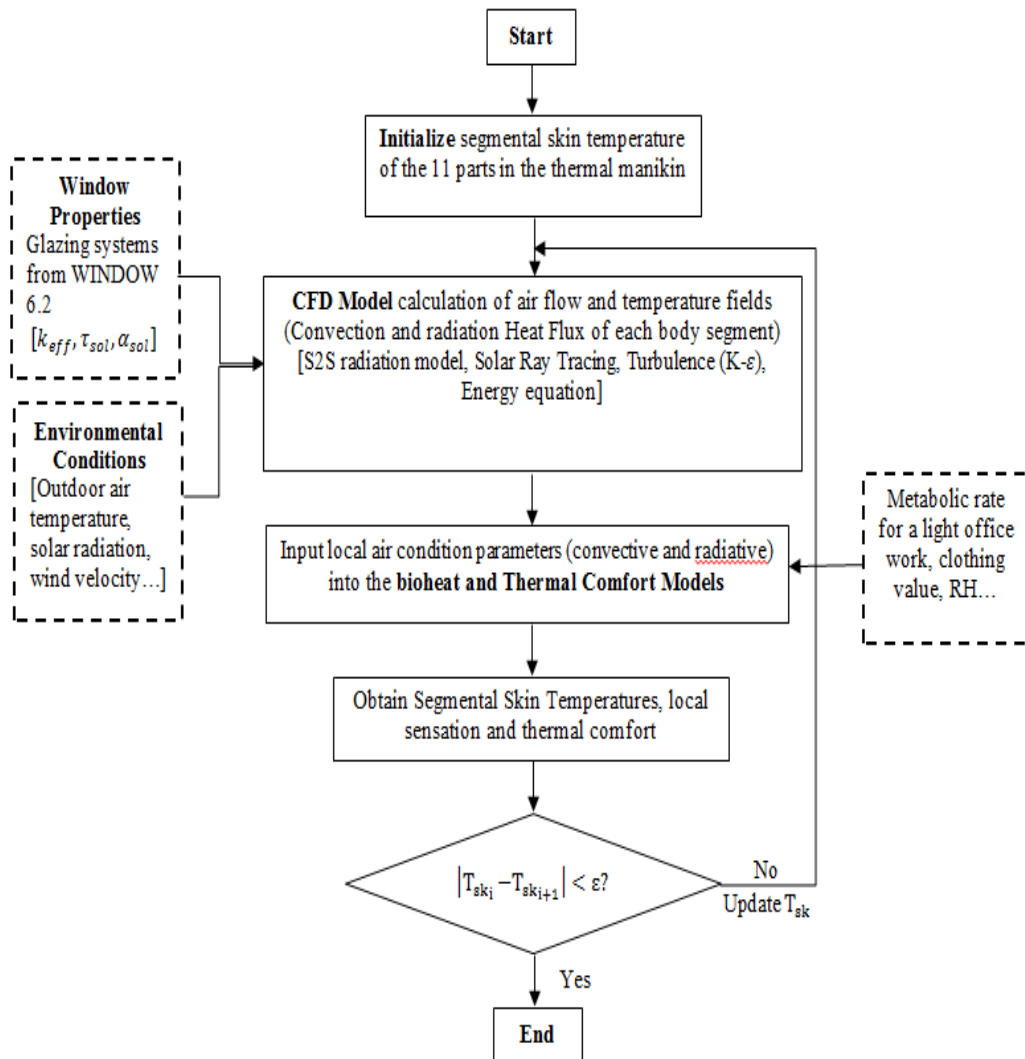 Start
Initialize segmental skin temperature
of the 11 parts in the thermal manikin
Window
Properties
Glazing systems
from WINDOW
6.2
[k_eff, τ_sol, α_sol]
CFD Model calculation of air flow and temperature fields
(Convection and radiation Heat Flux of each body segment)
[S2S radiation model, Solar Ray Tracing, Turbulence (K-ε),
Energy equation]
Environmental
Conditions
[Outdoor air
temperature,
solar radiation,
wind velocity…]
Metabolic rate
for a light office
work, clothing
value, RH…
Input local air condition parameters (convective and radiative)
into the bioheat and Thermal Comfort Models
Obtain Segmental Skin Temperatures, local
sensation and thermal comfort
|T_sk_i − T_sk_i+1| < ε?
No
Update T_sk
Yes
End